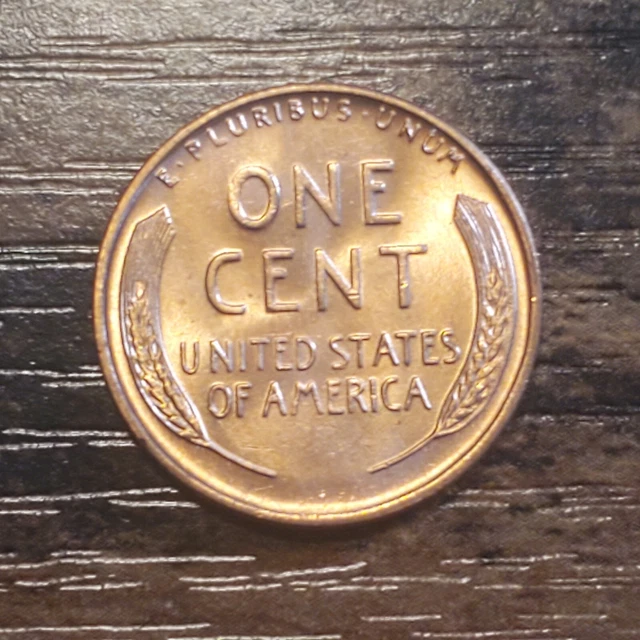 E·PLURIBUS·UNUM
ONE
CENT
UNITED STATES
OF AMERICA